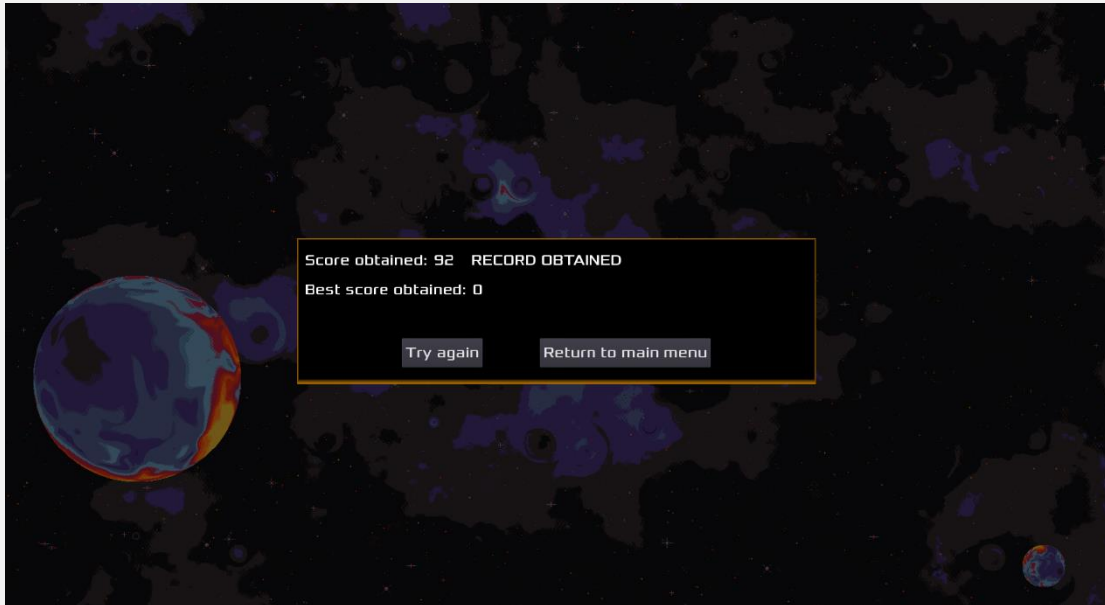 Score obtained: 92 RECORD OBTAINED
Best score obtained: 0
Try again Return to main menu